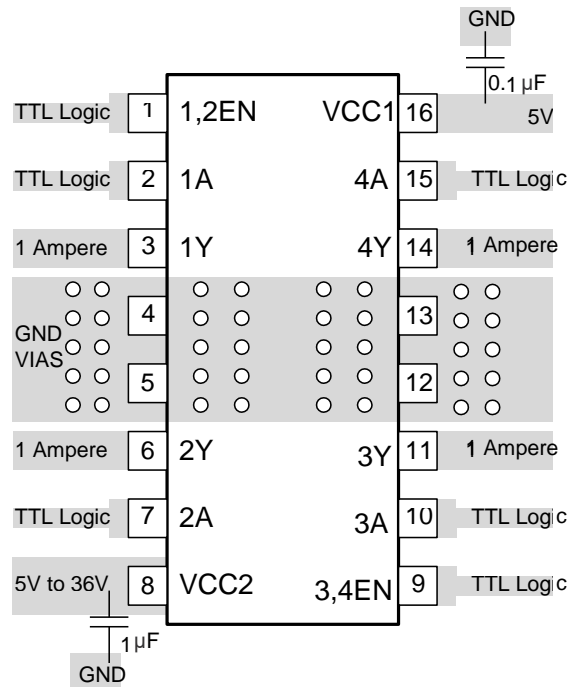 GND
0.1 µF
TTL Logic 1 1,2EN VCC1 16 5V
TTL Logic 2 1A 4A 15 TTL Logic
1 Ampere 3 1Y 4Y 14 1 Ampere
4 13
GND
VIAS
5 12
1 Ampere 6 2Y 3Y 11 1 Ampere
TTL Logic 7 2A 3A 10 TTL Logic
5V to 36V 8 VCC2 3,4EN 9 TTL Logic
1 µF
GND